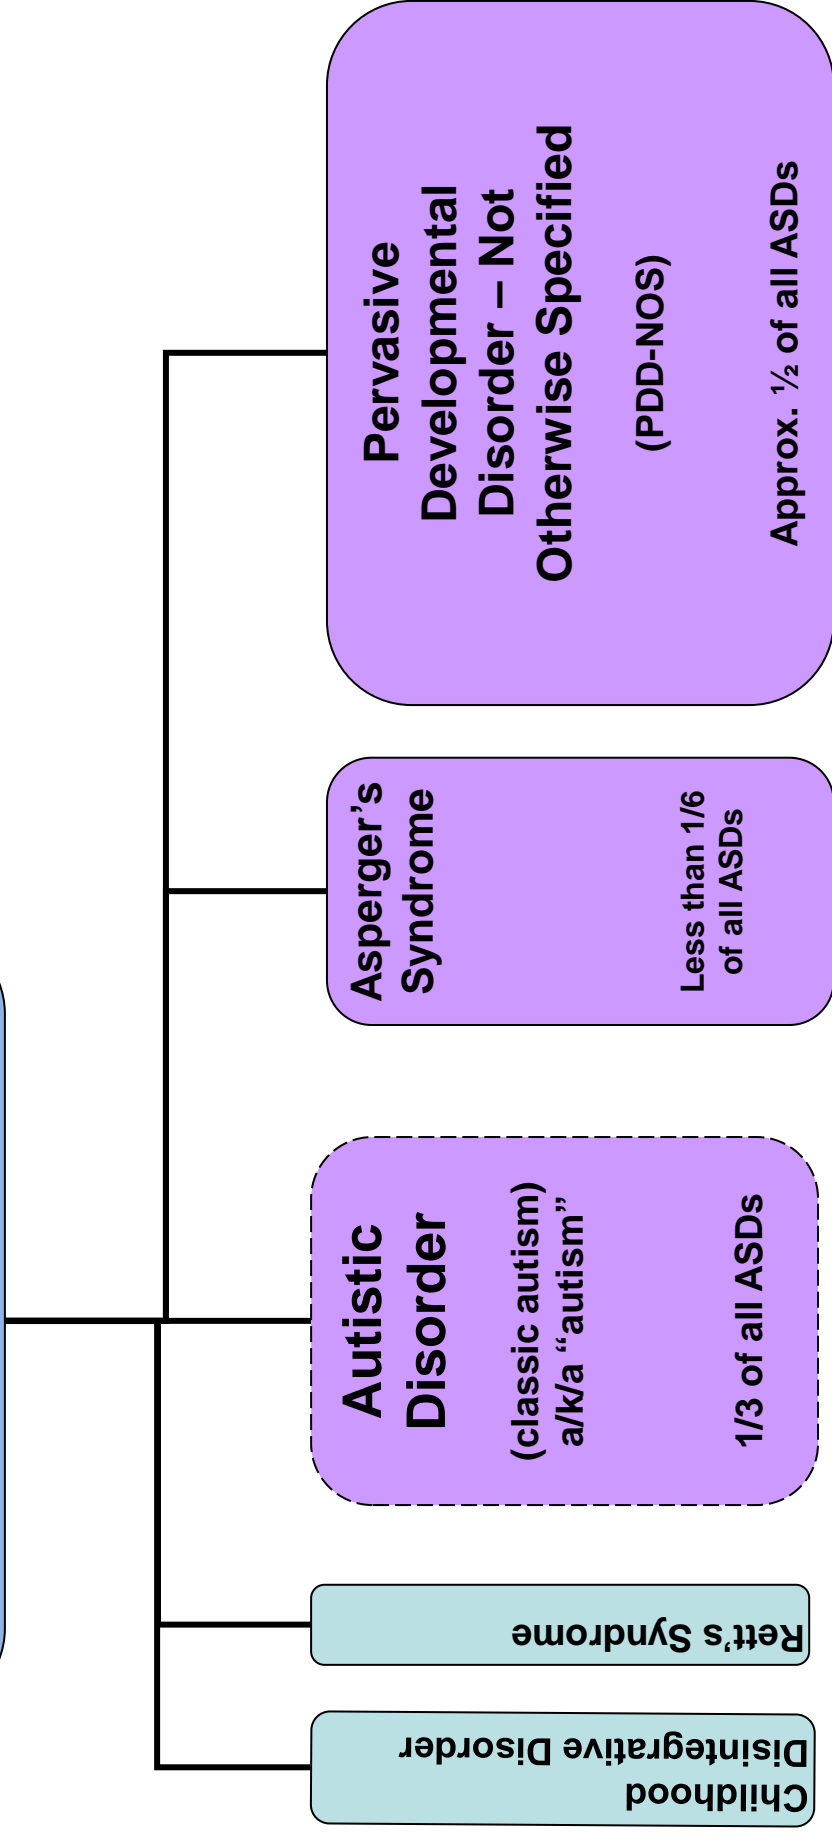 Childhood
Disintegrative Disorder
Rett’s Syndrome
Autistic
Disorder
(classic autism)
a/k/a “autism”
1/3 of all ASDs
Asperger’s
Syndrome
Less than 1/6
of all ASDs
Pervasive
Developmental
Disorder – Not
Otherwise Specified
(PDD-NOS)
Approx. ½ of all ASDs